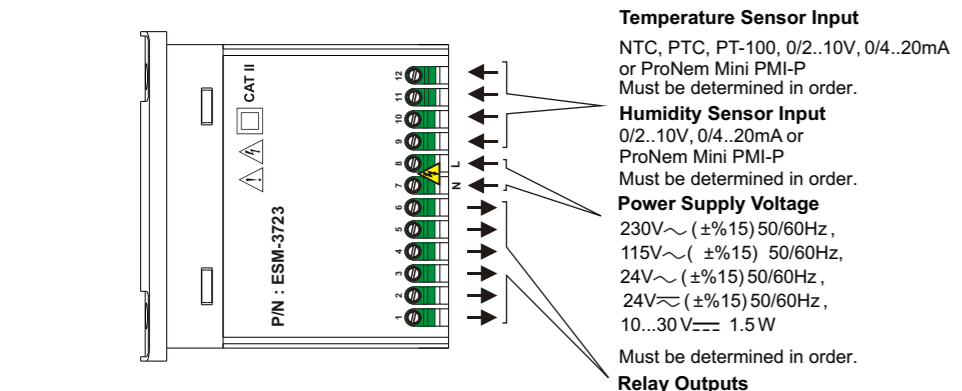 Temperature Sensor Input
NTC, PTC, PT-100, 0/2..10V, 0/4..20mA
or ProNem Mini PMI-P
Must be determined in order.
Humidity Sensor Input
0/2..10V, 0/4..20mA or
ProNem Mini PMI-P
Must be determined in order.
Power Supply Voltage
230V～ (±%15) 50/60Hz ,
115V～( ±%15) 50/60Hz,
24V～ (±%15) 50/60Hz ,
24V⏦ (±%15) 50/60Hz ,
10...30 V⎓ 1.5 W
Must be determined in order.
Relay Outputs
CAT II
P/N : ESM-3723
12
11
10
9
8 L
7 N
6
5
4
3
2
1